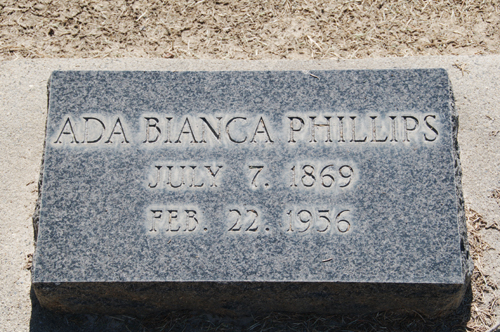 ADA BIANCA PHILLIPS
JULY 7. 1869
FEB. 22. 1956